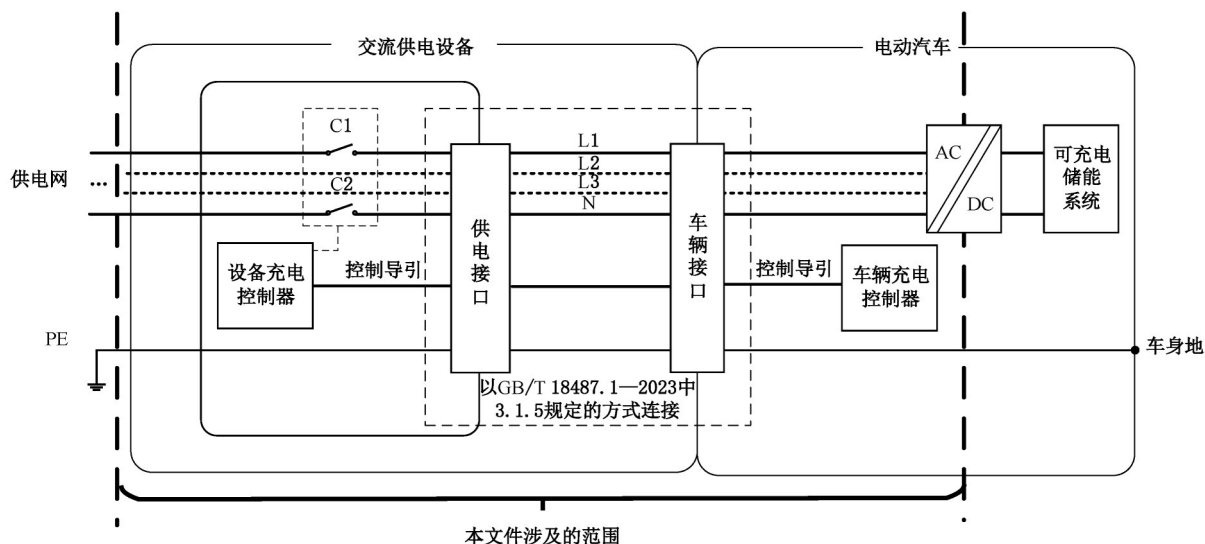 交流供电设备
电动汽车
C1
L1
L2
C2
L3
N
供电网
...
AC
DC
可充电
储能
系统
供电接口
车辆接口
设备充电
控制器
控制导引
控制导引
车辆充电
控制器
PE
车身地
以GB/T 18487.1—2023中
3.1.5规定的方式连接
本文件涉及的范围